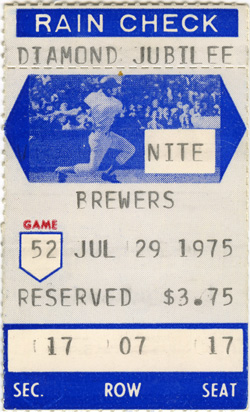 RAIN CHECK
DIAMOND JUBILEE
NITE
BREWERS
GAME
52 JUL 29 1975
RESERVED $3.75
17 07 17
SEC. ROW SEAT